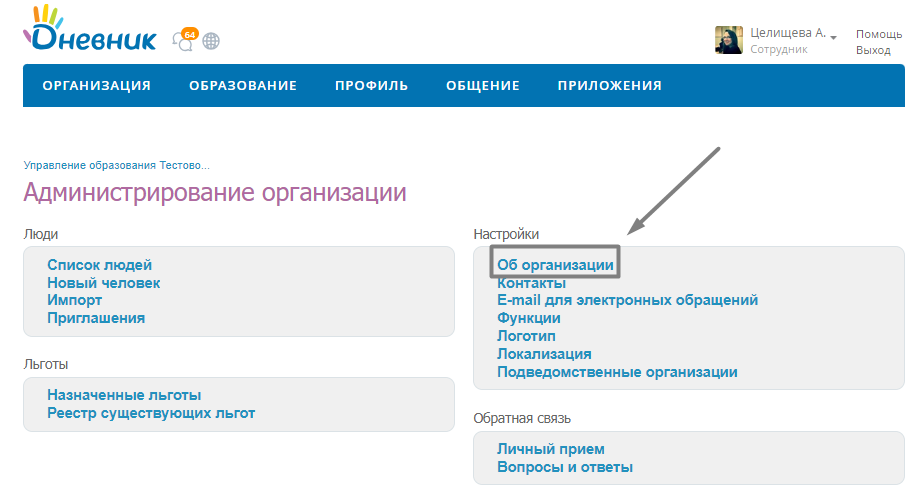 Дневник
64
Целищева А.
Сотрудник
Помощь
Выход
ОРГАНИЗАЦИЯ ОБРАЗОВАНИЕ ПРОФИЛЬ ОБЩЕНИЕ ПРИЛОЖЕНИЯ
Управление образования Тестово...
Администрирование организации
Люди
Список людей
Новый человек
Импорт
Приглашения
Льготы
Назначенные льготы
Реестр существующих льгот
Настройки
Об организации
Контакты
E-mail для электронных обращений
Функции
Логотип
Локализация
Подведомственные организации
Обратная связь
Личный прием
Вопросы и ответы